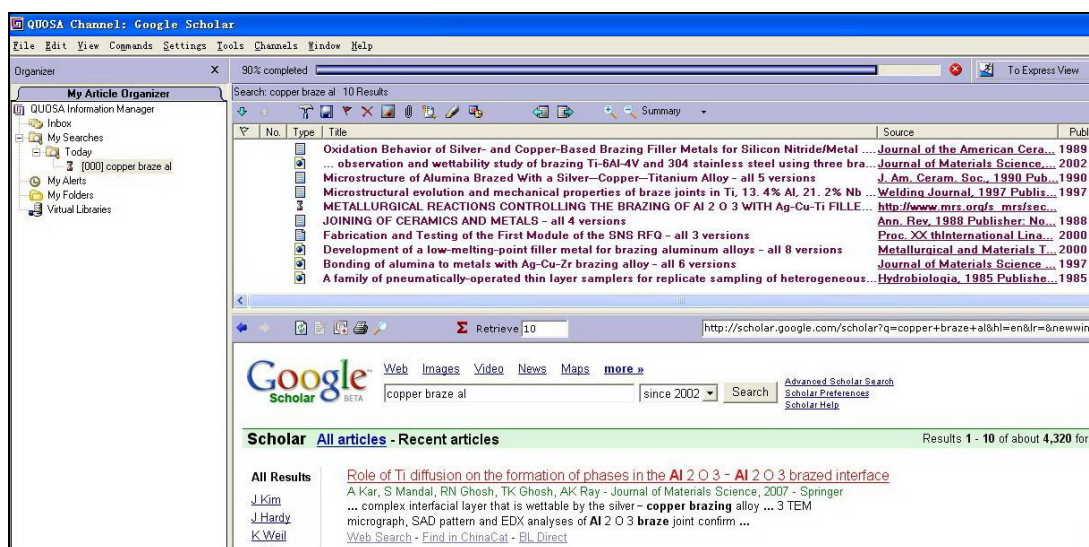 QUOSA Channel: Google Scholar
File Edit View Commands Settings Tools Channels Window Help
Organizer X 90% completed To Express View
My Article Organizer
Search: copper braze al 10 Results
QUOSA Information Manager
Inbox
My Searches
Today
[000] copper braze al
My Alerts
My Folders
Virtual Libraries
Summary
No. Type Title Source Publ
Oxidation Behavior of Silver- and Copper-Based Brazing Filler Metals for Silicon Nitride/Metal ... Journal of the American Cera... 1989
... observation and wettability study of brazing Ti-6Al-4V and 304 stainless steel using three bra... Journal of Materials Science,... 2002
Microstructure of Alumina Brazed With a Silver—Copper—Titanium Alloy - all 5 versions J. Am. Ceram. Soc., 1990 Pub... 1990
Microstructural evolution and mechanical properties of braze joints in Ti, 13. 4% Al, 21. 2% Nb ... Welding Journal, 1997 Publis... 1997
METALLURGICAL REACTIONS CONTROLLING THE BRAZING OF Al 2 O 3 WITH Ag-Cu-Ti FILLE... http://www.mrs.org/s_mrs/sec...
JOINING OF CERAMICS AND METALS - all 4 versions Ann. Rev, 1988 Publisher: No... 1988
Fabrication and Testing of the First Module of the SNS RFQ - all 3 versions Proc. XX thInternational Lina... 2000
Development of a low-melting-point filler metal for brazing aluminum alloys - all 8 versions Metallurgical and Materials T... 2000
Bonding of alumina to metals with Ag-Cu-Zr brazing alloy - all 6 versions Journal of Materials Science ... 1997
A family of pneumatically-operated thin layer samplers for replicate sampling of heterogeneous... Hydrobiologia, 1985 Publishe... 1985
Σ Retrieve 10 http://scholar.google.com/scholar?q=copper+braze+al&hl=en&lr=&newwin
Google Scholar BETA
Web Images Video News Maps more »
copper braze al since 2002 Search
Advanced Scholar Search
Scholar Preferences
Scholar Help
Scholar All articles - Recent articles Results 1 - 10 of about 4,320 for
All Results
J Kim
J Hardy
K Weil
Role of Ti diffusion on the formation of phases in the Al 2 O 3 - Al 2 O 3 brazed interface
A Kar, S Mandal, RN Ghosh, TK Ghosh, AK Ray - Journal of Materials Science, 2007 - Springer
... complex interfacial layer that is wettable by the silver – copper brazing alloy ... 3 TEM
micrograph, SAD pattern and EDX analyses of Al 2 O 3 braze joint confirm ...
Web Search - Find in ChinaCat - BL Direct